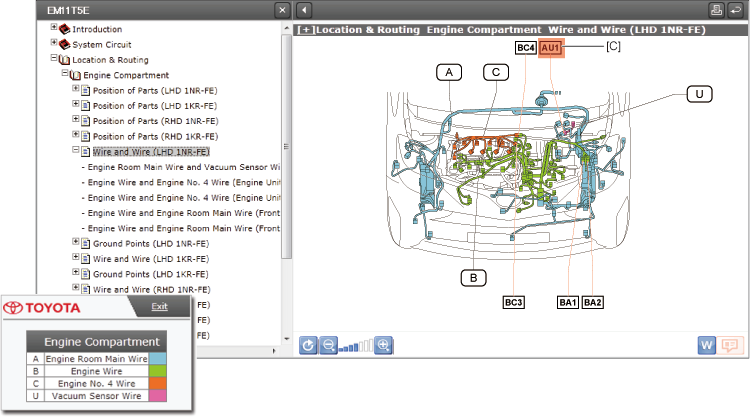 EM11T5E
Introduction
System Circuit
Location & Routing
Engine Compartment
Position of Parts (LHD 1NR-FE)
Position of Parts (LHD 1KR-FE)
Position of Parts (RHD 1NR-FE)
Position of Parts (RHD 1KR-FE)
Wire and Wire (LHD 1NR-FE)
- Engine Room Main Wire and Vacuum Sensor Wi
- Engine Wire and Engine No. 4 Wire (Engine Unit
- Engine Wire and Engine No. 4 Wire (Engine Unit
- Engine Wire and Engine Room Main Wire (Front
- Engine Wire and Engine Room Main Wire (Front
Ground Points (LHD 1NR-FE)
Wire and Wire (LHD 1KR-FE)
Ground Points (LHD 1KR-FE)
Wire and Wire (RHD 1NR-FE)
FE)
FE)
FE)
[+]Location & Routing Engine Compartment Wire and Wire (LHD 1NR-FE)
BC4 AU1 [C]
A C U
B
BC3 BA1 BA2
W
TOYOTA Exit
Engine Compartment
A Engine Room Main Wire
B Engine Wire
C Engine No. 4 Wire
U Vacuum Sensor Wire